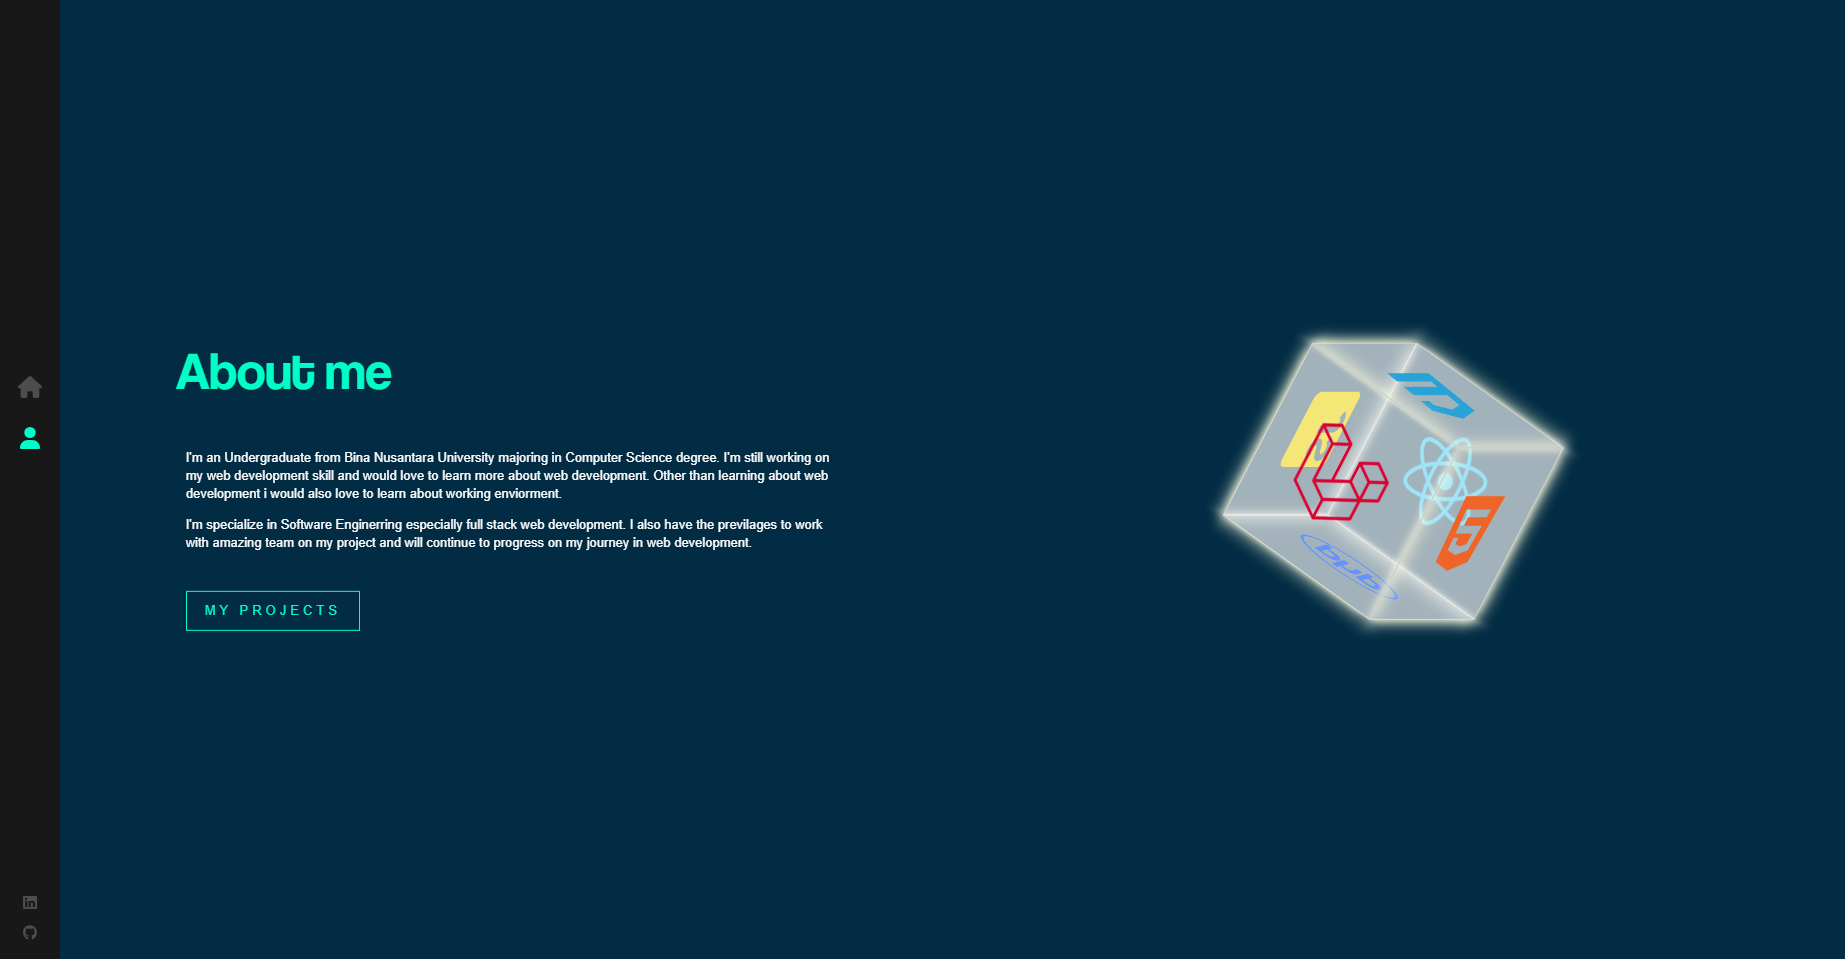 About me
I'm an Undergraduate from Bina Nusantara University majoring in Computer Science degree. I'm still working on
my web development skill and would love to learn more about web development. Other than learning about web
development i would also love to learn about working enviorment.
I'm specialize in Software Enginerring especially full stack web development. I also have the previlages to work
with amazing team on my project and will continue to progress on my journey in web development.
MY PROJECTS
php